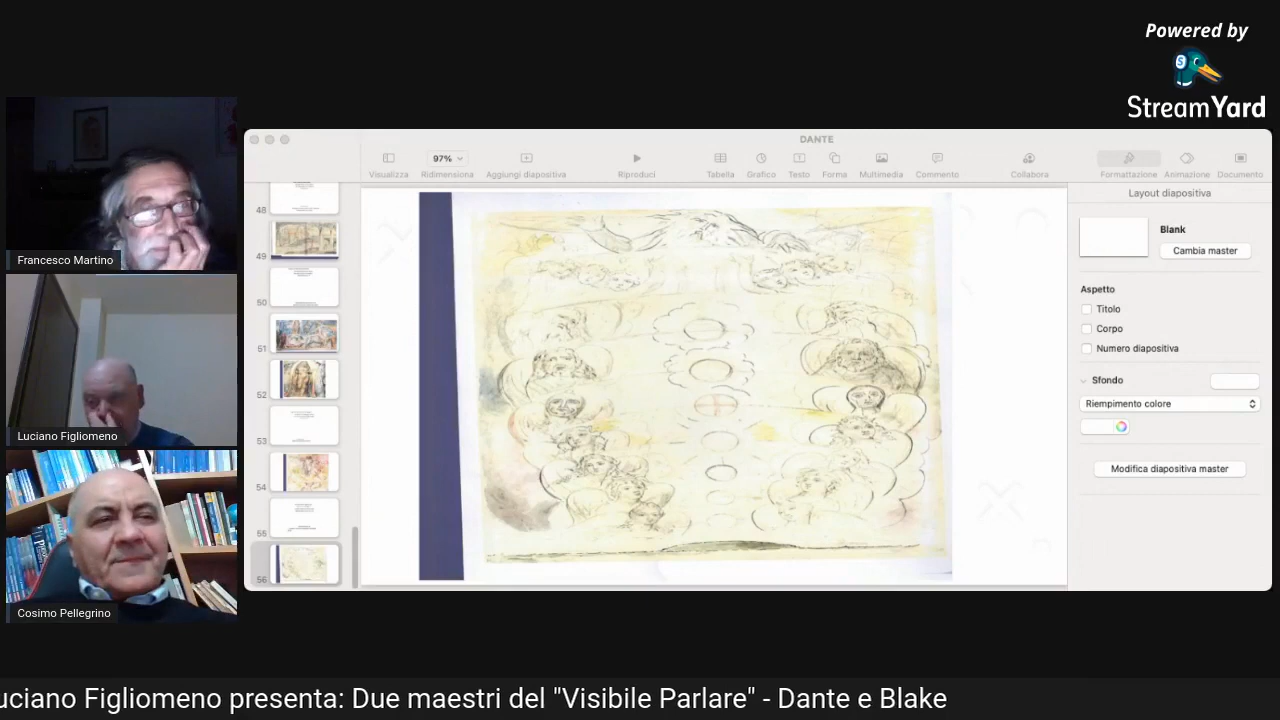 Powered by
StreamYard
DANTE
97%
Visualizza
Ridimensiona
Aggiungi diapositiva
Riproduci
Tabella
Grafico
Testo
Forma
Multimedia
Commento
Collabora
Formattazione
Animazione
Documento
Layout diapositiva
Blank
Cambia master
Aspetto
Titolo
Corpo
Numero diapositiva
Sfondo
Riempimento colore
Modifica diapositiva master
48
49
50
51
52
53
54
55
56
Francesco Martino
Luciano Figliomeno
Cosimo Pellegrino
uciano Figliomeno presenta: Due maestri del "Visibile Parlare" - Dante e Blake